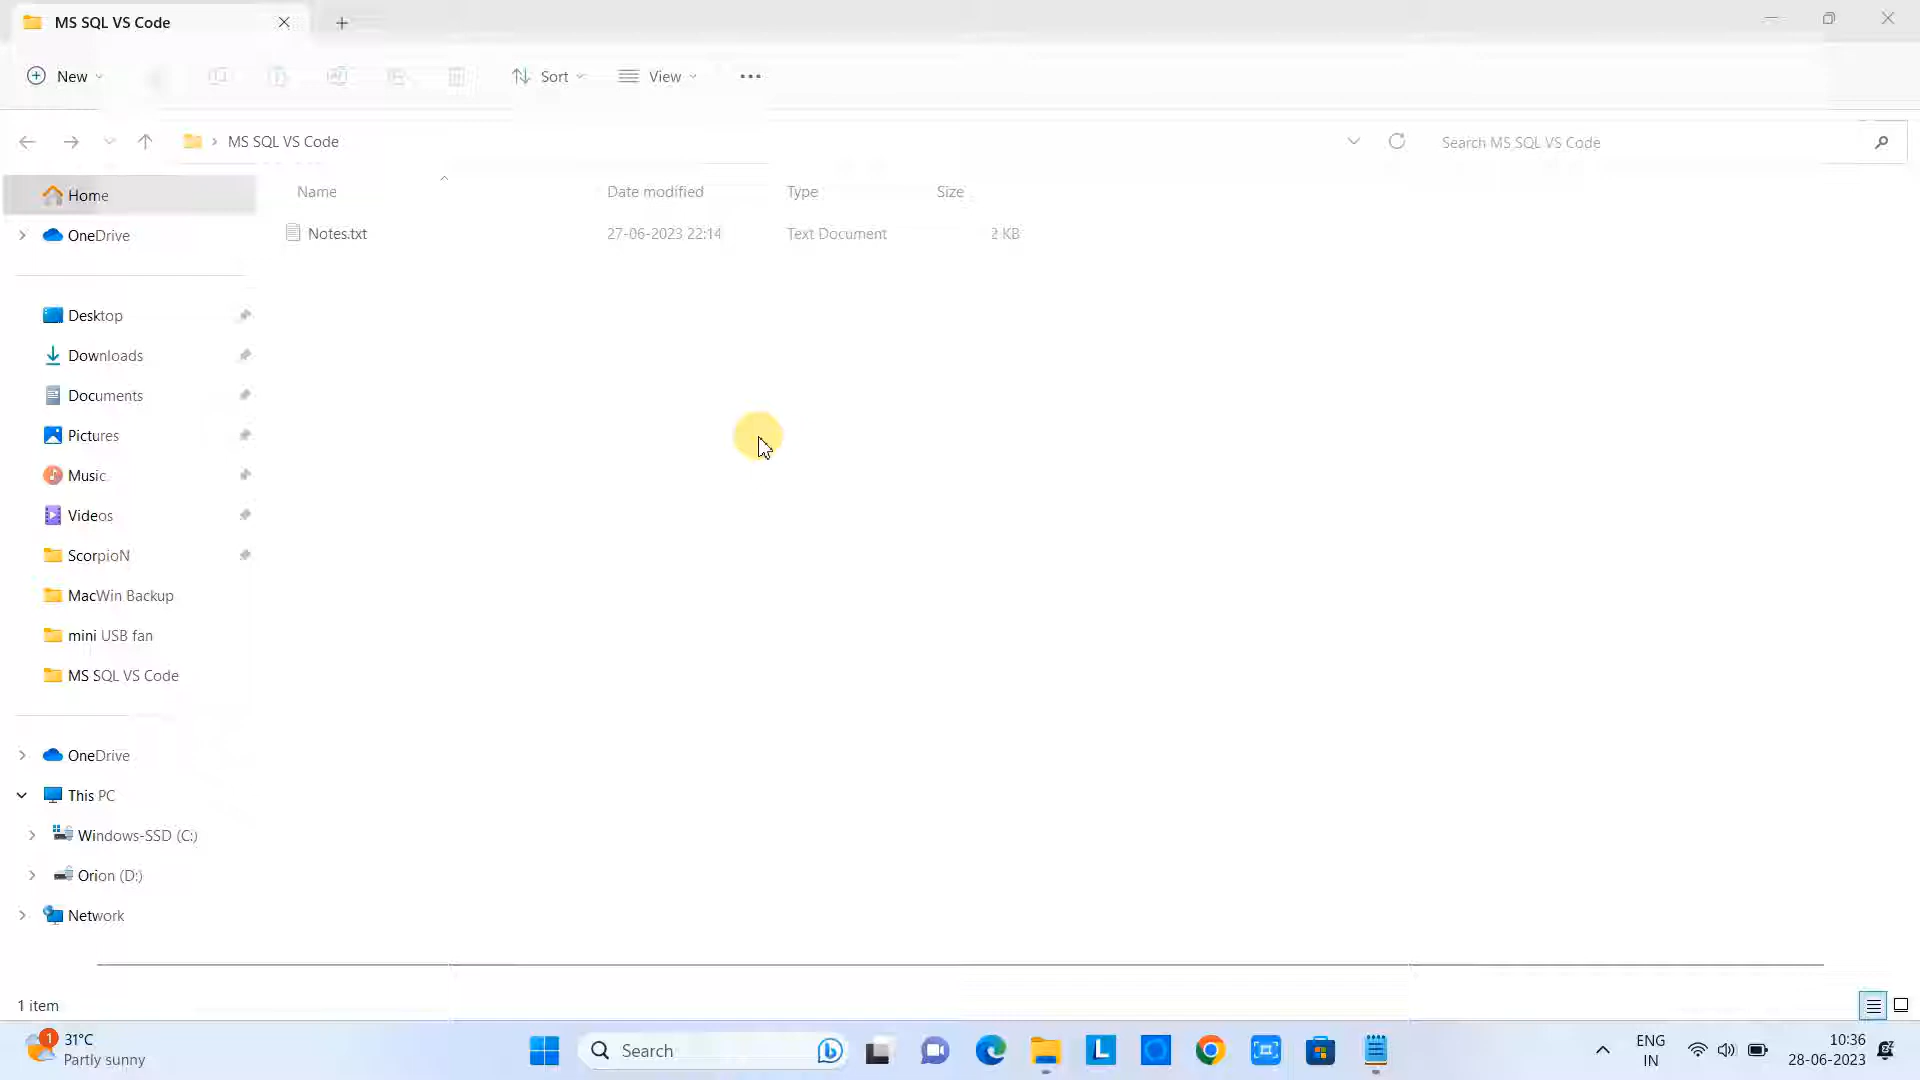 MS SQL VS Code
New
Sort
View
MS SQL VS Code
Search MS SQL VS Code
Home
OneDrive
Desktop
Downloads
Documents
Pictures
Music
Videos
ScorpioN
MacWin Backup
mini USB fan
MS SQL VS Code
OneDrive
This PC
Windows-SSD (C:)
Orion (D:)
Network
Name Date modified Type Size
Notes.txt 27-06-2023 22:14 Text Document 2 KB
1 item
1
31°C
Partly sunny
Search
L
ENG
IN
10:36
28-06-2023